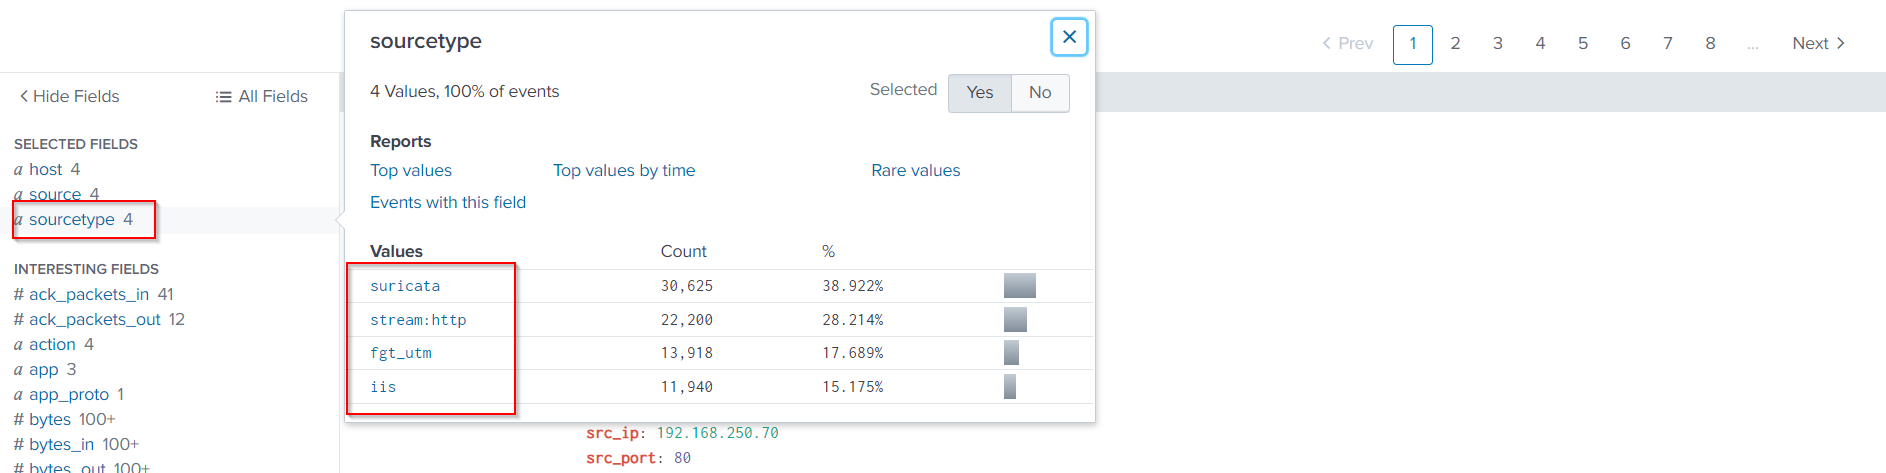 sourcetype
< Prev 1 2 3 4 5 6 7 8 ... Next >
4 Values, 100% of events
Selected Yes No
Reports
Top values Top values by time Rare values
Events with this field
Values Count %
suricata 30,625 38.922%
stream:http 22,200 28.214%
fgt_utm 13,918 17.689%
iis 11,940 15.175%
< Hide Fields All Fields
SELECTED FIELDS
a host 4
a source 4
a sourcetype 4
INTERESTING FIELDS
# ack_packets_in 41
# ack_packets_out 12
a action 4
a app 3
a app_proto 1
# bytes 100+
# bytes_in 100+
# bytes_out 100+
src_ip: 192.168.250.70
src_port: 80